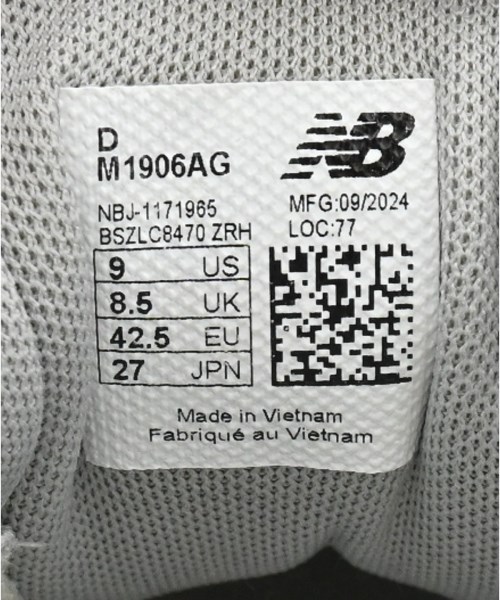 D
M1906AG
NB
NBJ-1171965
MFG:09/2024
BSZLC8470 ZRH
LOC:77
9 US
8.5 UK
42.5 EU
27 JPN
Made in Vietnam
Fabriqué au Vietnam